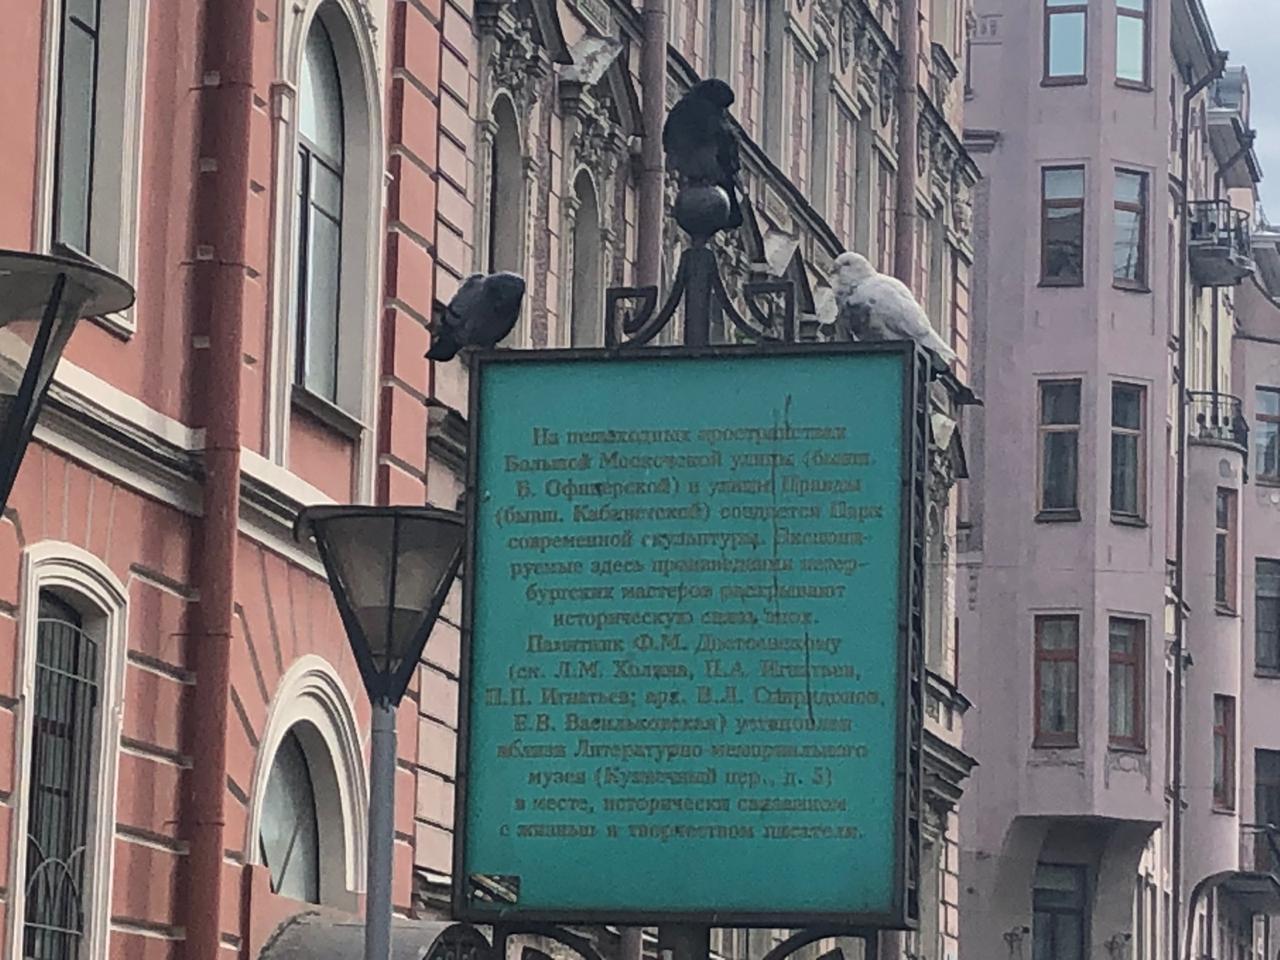 На пешеходных пространствах
Большой Московской улицы (бывш.
Б. Офицерской) и улицы Правды
(бывш. Кабинетской) создается Парк
современной скульптуры. Экспони-
руемые здесь произведения петер-
бургских мастеров раскрывают
историческую связь эпох.
Памятник Ф.М. Достоевскому
(ск. Л.М. Холина, П.А. Игнатьев,
П.П. Игнатьев; арх. В.Л. Спиридонов,
Е.В. Васильковская) установлен
вблизи Литературно-мемориального
музея (Кузнечный пер., д. 5)
в месте, исторически связанном
с жизнью и творчеством писателя.